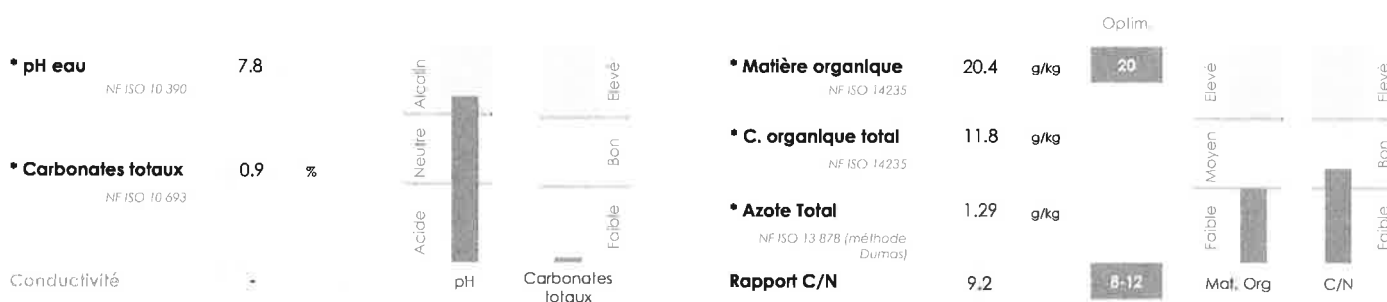 Optim.
* pH eau 7.8
NF ISO 10 390
* Carbonates totaux 0.9 %
NF ISO 10 693
Conductivité -
Alcalin
Neutre
Acide
pH
Elevé
Bon
Faible
Carbonates
totaux
* Matière organique 20.4 g/kg 20
NF ISO 14235
* C. organique total 11.8 g/kg
NF ISO 14235
* Azote Total 1.29 g/kg
NF ISO 13 878 (méthode
Dumas)
Rapport C/N 9.2 8-12
Elevé
Moyen
Faible
Mat. Org
Elevé
Bon
Faible
C/N